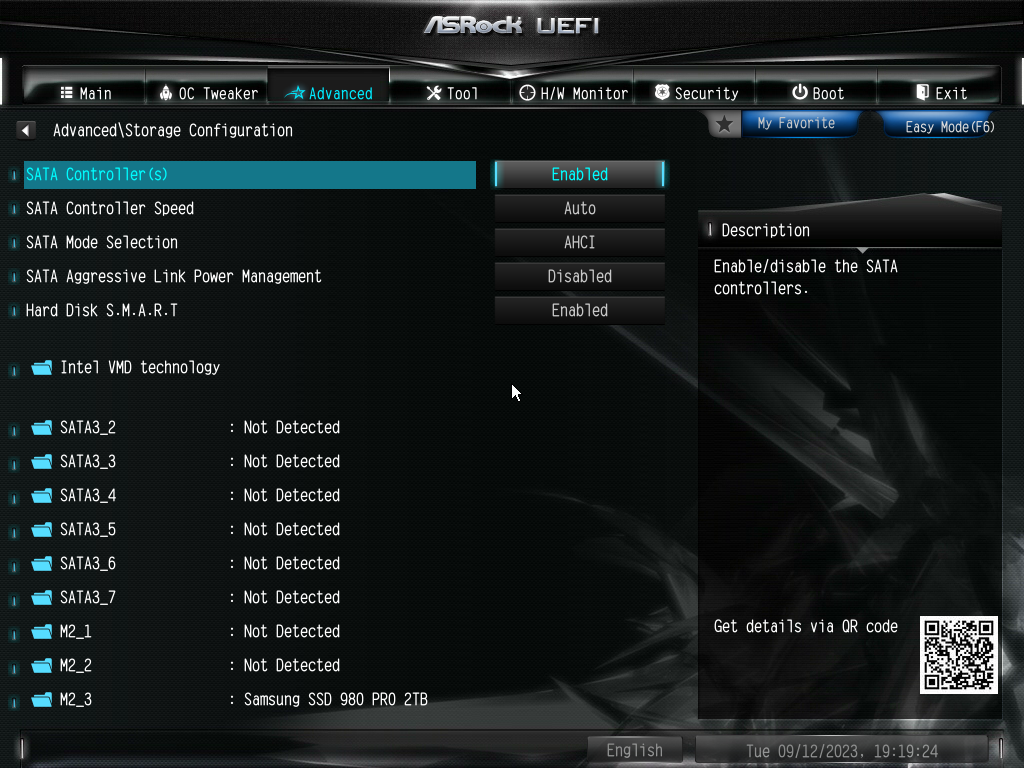 ASRock UEFI
Main
OC Tweaker
Advanced
Tool
H/W Monitor
Security
Boot
Exit
Advanced\Storage Configuration
My Favorite
Easy Mode(F6)
SATA Controller(s) Enabled
SATA Controller Speed Auto
SATA Mode Selection AHCI
SATA Aggressive Link Power Management Disabled
Hard Disk S.M.A.R.T Enabled
Intel VMD technology
SATA3_2 : Not Detected
SATA3_3 : Not Detected
SATA3_4 : Not Detected
SATA3_5 : Not Detected
SATA3_6 : Not Detected
SATA3_7 : Not Detected
M2_1 : Not Detected
M2_2 : Not Detected
M2_3 : Samsung SSD 980 PRO 2TB
Description
Enable/disable the SATA
controllers.
Get details via QR code
English
Tue 09/12/2023. 19:19:24